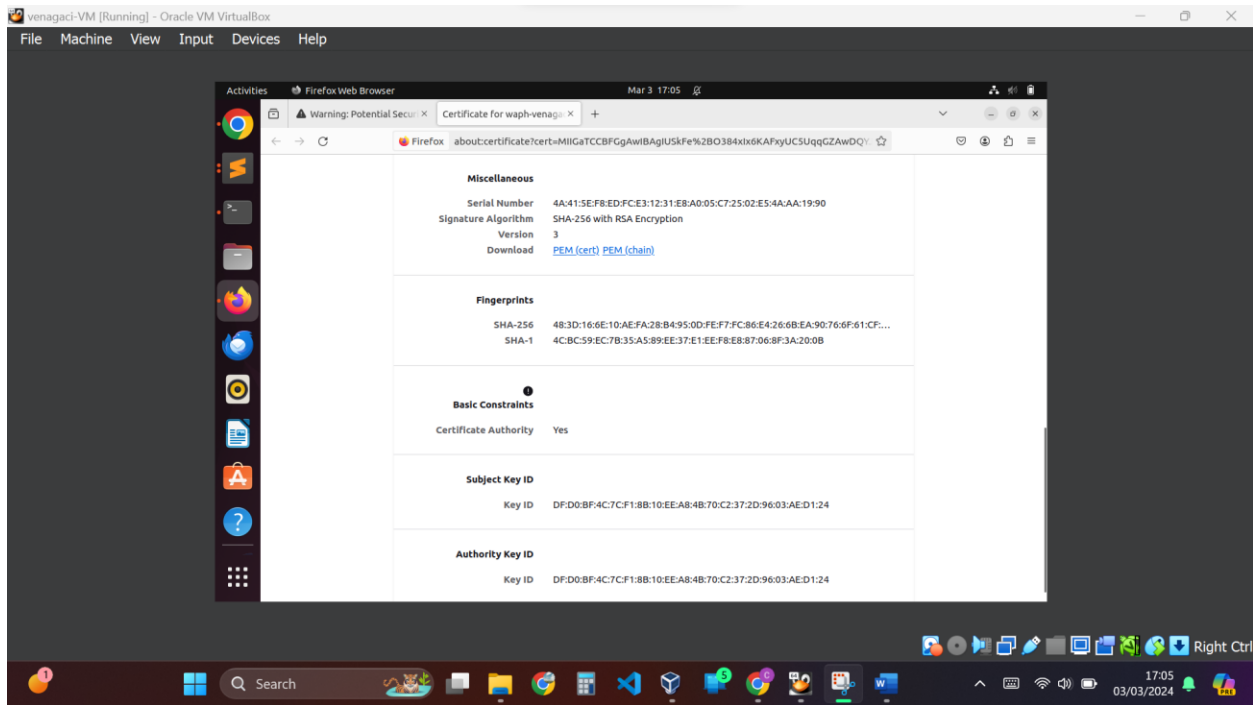 venagaci-VM [Running] - Oracle VM VirtualBox
File Machine View Input Devices Help
Activities Firefox Web Browser Mar 3 17:05
Warning: Potential Secur Certificate for waph-venaga
Firefox about:certificate?cert=MIIGaTCCBFGgAwIBAgIUSkFe%2BO384xIx6KAFxyUC5UqqGZAwDQY
Miscellaneous
Serial Number 4A:41:5E:F8:ED:FC:E3:12:31:E8:A0:05:C7:25:02:E5:4A:AA:19:90
Signature Algorithm SHA-256 with RSA Encryption
Version 3
Download PEM (cert) PEM (chain)
Fingerprints
SHA-256 48:3D:16:6E:10:AE:FA:28:B4:95:0D:FE:F7:FC:86:E4:26:6B:EA:90:76:6F:61:CF:...
SHA-1 4C:BC:59:EC:7B:35:A5:89:EE:37:E1:EE:F8:E8:87:06:8F:3A:20:0B
Basic Constraints
Certificate Authority Yes
Subject Key ID
Key ID DF:D0:BF:4C:7C:F1:8B:10:EE:A8:4B:70:C2:37:2D:96:03:AE:D1:24
Authority Key ID
Key ID DF:D0:BF:4C:7C:F1:8B:10:EE:A8:4B:70:C2:37:2D:96:03:AE:D1:24
Right Ctrl
1
Search
5
17:05
03/03/2024
PRE